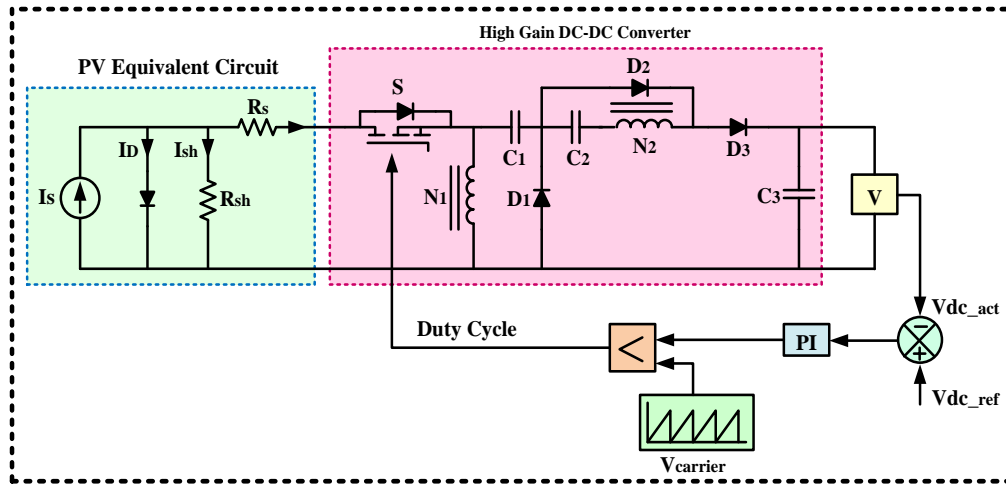 High Gain DC-DC Converter
PV Equivalent Circuit
S
D2
Rs
ID
Ish
C1
C2
N2
D3
Is
Rsh
N1
D1
C3
V
Duty Cycle
Vdc_act
<
PI
−
+
Vdc_ref
Vcarrier